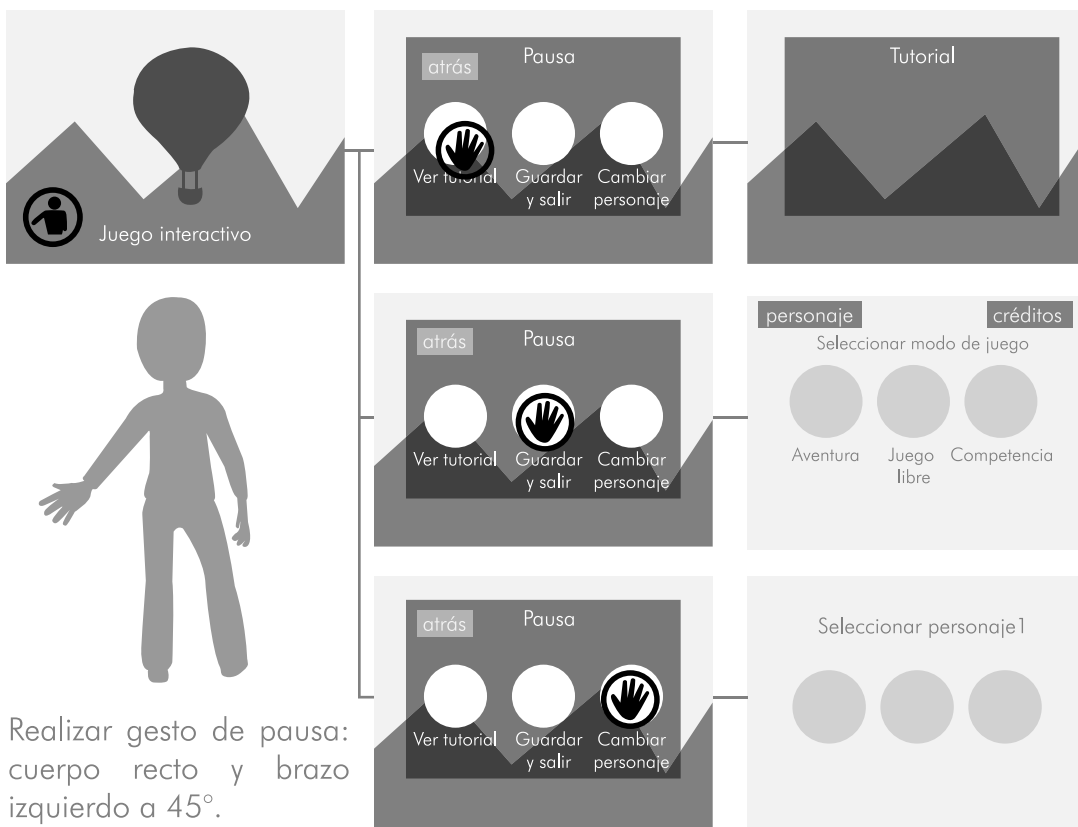 Juego interactivo
Pausa
atrás
Ver tutorial
Guardar
y salir
Cambiar
personaje
Tutorial
Pausa
atrás
Ver tutorial
Guardar
y salir
Cambiar
personaje
personaje
créditos
Seleccionar modo de juego
Aventura
Juego
libre
Competencia
Pausa
atrás
Ver tutorial
Guardar
y salir
Cambiar
personaje
Seleccionar personaje1
Realizar gesto de pausa:
cuerpo recto y brazo
izquierdo a 45°.